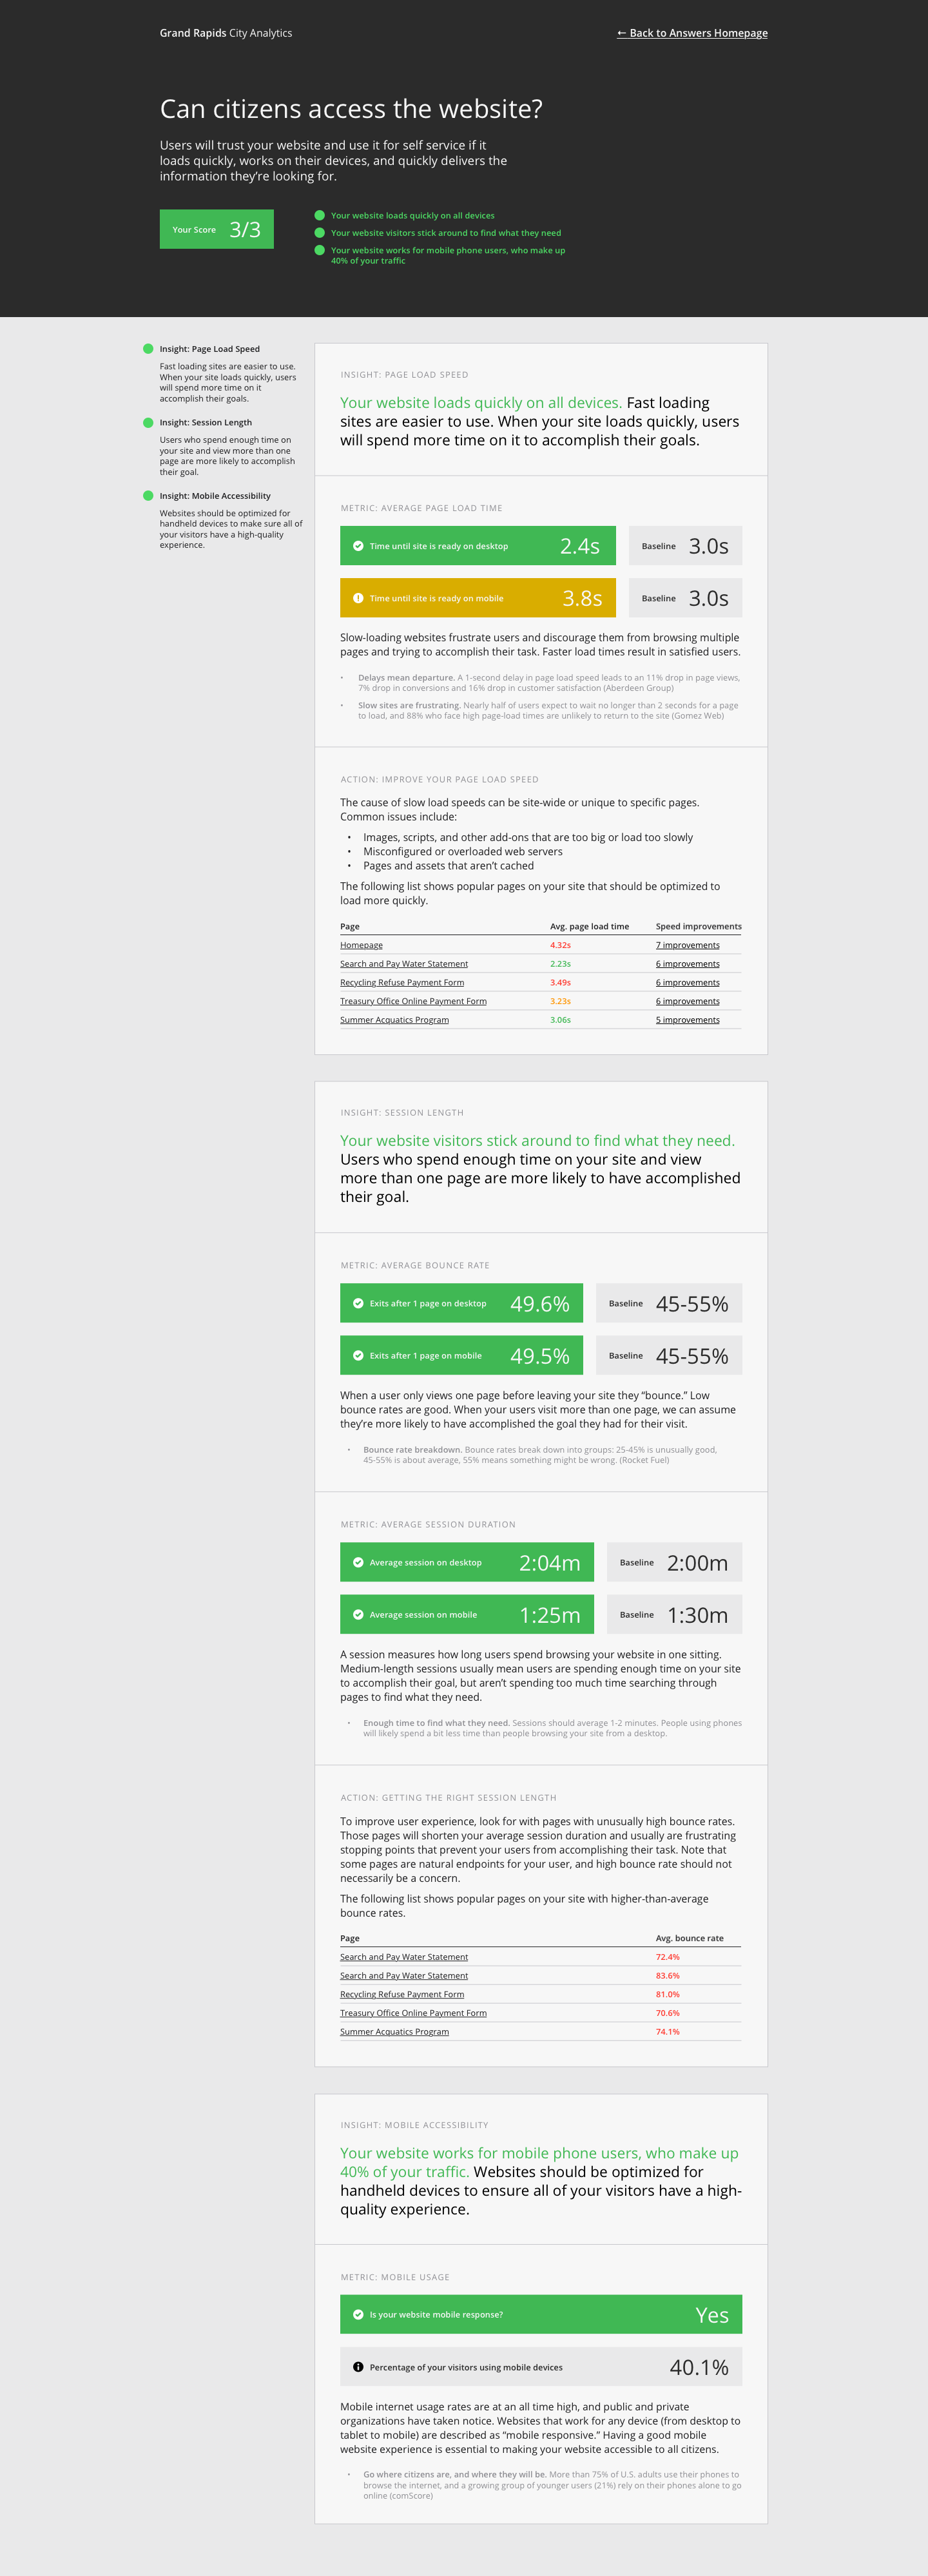 Grand Rapids City Analytics
← Back to Answers Homepage
Can citizens access the website?
Users will trust your website and use it for self service if it
loads quickly, works on their devices, and quickly delivers the
information they're looking for.
Your Score 3/3
Your website loads quickly on all devices
Your website visitors stick around to find what they need
Your website works for mobile phone users, who make up
40% of your traffic
Insight: Page Load Speed
Fast loading sites are easier to use.
When your site loads quickly, users
will spend more time on it
accomplish their goals.
Insight: Session Length
Users who spend enough time on
your site and view more than one
page are more likely to accomplish
their goal.
Insight: Mobile Accessibility
Websites should be optimized for
handheld devices to make sure all of
your visitors have a high-quality
experience.
INSIGHT: PAGE LOAD SPEED
Your website loads quickly on all devices. Fast loading
sites are easier to use. When your site loads quickly, users
will spend more time on it to accomplish their goals.
METRIC: AVERAGE PAGE LOAD TIME
Time until site is ready on desktop 2.4s Baseline 3.0s
Time until site is ready on mobile 3.8s Baseline 3.0s
Slow-loading websites frustrate users and discourage them from browsing multiple
pages and trying to accomplish their task. Faster load times result in satisfied users.
• Delays mean departure. A 1-second delay in page load speed leads to an 11% drop in page views,
7% drop in conversions and 16% drop in customer satisfaction (Aberdeen Group)
• Slow sites are frustrating. Nearly half of users expect to wait no longer than 2 seconds for a page
to load, and 88% who face high page-load times are unlikely to return to the site (Gomez Web)
ACTION: IMPROVE YOUR PAGE LOAD SPEED
The cause of slow load speeds can be site-wide or unique to specific pages.
Common issues include:
• Images, scripts, and other add-ons that are too big or load too slowly
• Misconfigured or overloaded web servers
• Pages and assets that aren't cached
The following list shows popular pages on your site that should be optimized to
load more quickly.
Page Avg. page load time Speed improvements
Homepage 4.32s 7 improvements
Search and Pay Water Statement 2.23s 6 improvements
Recycling Refuse Payment Form 3.49s 6 improvements
Treasury Office Online Payment Form 3.23s 6 improvements
Summer Acquatics Program 3.06s 5 improvements
INSIGHT: SESSION LENGTH
Your website visitors stick around to find what they need.
Users who spend enough time on your site and view
more than one page are more likely to have accomplished
their goal.
METRIC: AVERAGE BOUNCE RATE
Exits after 1 page on desktop 49.6% Baseline 45-55%
Exits after 1 page on mobile 49.5% Baseline 45-55%
When a user only views one page before leaving your site they “bounce.” Low
bounce rates are good. When your users visit more than one page, we can assume
they're more likely to have accomplished the goal they had for their visit.
• Bounce rate breakdown. Bounce rates break down into groups: 25-45% is unusually good,
45-55% is about average, 55% means something might be wrong. (Rocket Fuel)
METRIC: AVERAGE SESSION DURATION
Average session on desktop 2:04m Baseline 2:00m
Average session on mobile 1:25m Baseline 1:30m
A session measures how long users spend browsing your website in one sitting.
Medium-length sessions usually mean users are spending enough time on your site
to accomplish their goal, but aren't spending too much time searching through
pages to find what they need.
• Enough time to find what they need. Sessions should average 1-2 minutes. People using phones
will likely spend a bit less time than people browsing your site from a desktop.
ACTION: GETTING THE RIGHT SESSION LENGTH
To improve user experience, look for with pages with unusually high bounce rates.
Those pages will shorten your average session duration and usually are frustrating
stopping points that prevent your users from accomplishing their task. Note that
some pages are natural endpoints for your user, and high bounce rate should not
necessarily be a concern.
The following list shows popular pages on your site with higher-than-average
bounce rates.
Page Avg. bounce rate
Search and Pay Water Statement 72.4%
Search and Pay Water Statement 83.6%
Recycling Refuse Payment Form 81.0%
Treasury Office Online Payment Form 70.6%
Summer Acquatics Program 74.1%
INSIGHT: MOBILE ACCESSIBILITY
Your website works for mobile phone users, who make up
40% of your traffic. Websites should be optimized for
handheld devices to ensure all of your visitors have a high-
quality experience.
METRIC: MOBILE USAGE
Is your website mobile response? Yes
Percentage of your visitors using mobile devices 40.1%
Mobile internet usage rates are at an all time high, and public and private
organizations have taken notice. Websites that work for any device (from desktop to
tablet to mobile) are described as “mobile responsive.” Having a good mobile
website experience is essential to making your website accessible to all citizens.
• Go where citizens are, and where they will be. More than 75% of U.S. adults use their phones to
browse the internet, and a growing group of younger users (21%) rely on their phones alone to go
online (comScore)